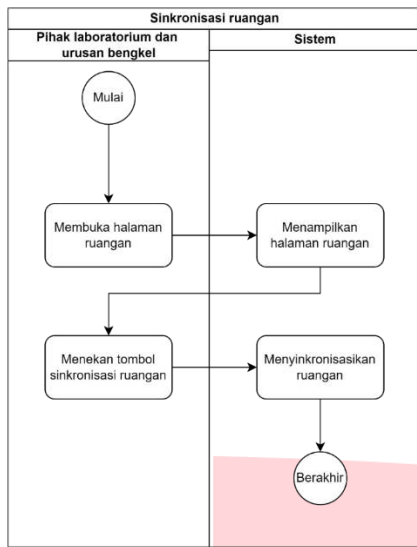 Sinkronisasi ruangan
Pihak laboratorium dan
urusan bengkel
Sistem
Mulai
Membuka halaman
ruangan
Menampilkan
halaman ruangan
Menekan tombol
sinkronisasi ruangan
Menyinkronisasikan
ruangan
Berakhir